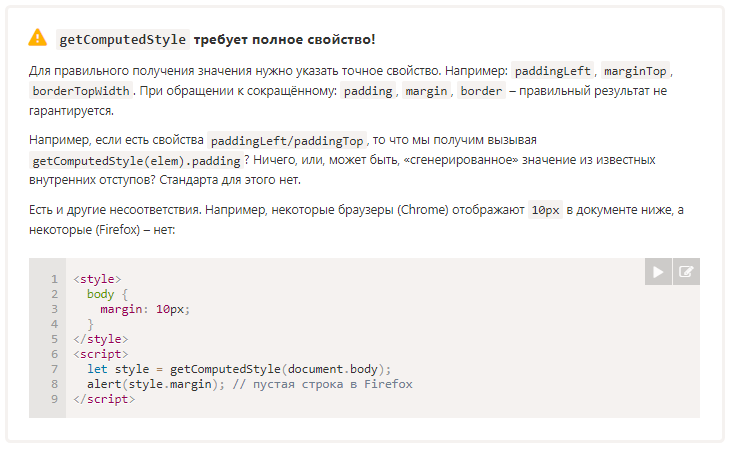 getComputedStyle требует полное свойство!
Для правильного получения значения нужно указать точное свойство. Например: paddingLeft, marginTop,
borderTopWidth. При обращении к сокращённому: padding, margin, border – правильный результат не
гарантируется.
Например, если есть свойства paddingLeft/paddingTop, то что мы получим вызывая
getComputedStyle(elem).padding? Ничего, или, может быть, «сгенерированное» значение из известных
внутренних отступов? Стандарта для этого нет.
Есть и другие несоответствия. Например, некоторые браузеры (Chrome) отображают 10px в документе ниже, а
некоторые (Firefox) – нет:
1 <style>
2   body {
3     margin: 10px;
4   }
5 </style>
6 <script>
7   let style = getComputedStyle(document.body);
8   alert(style.margin); // пустая строка в Firefox
9 </script>